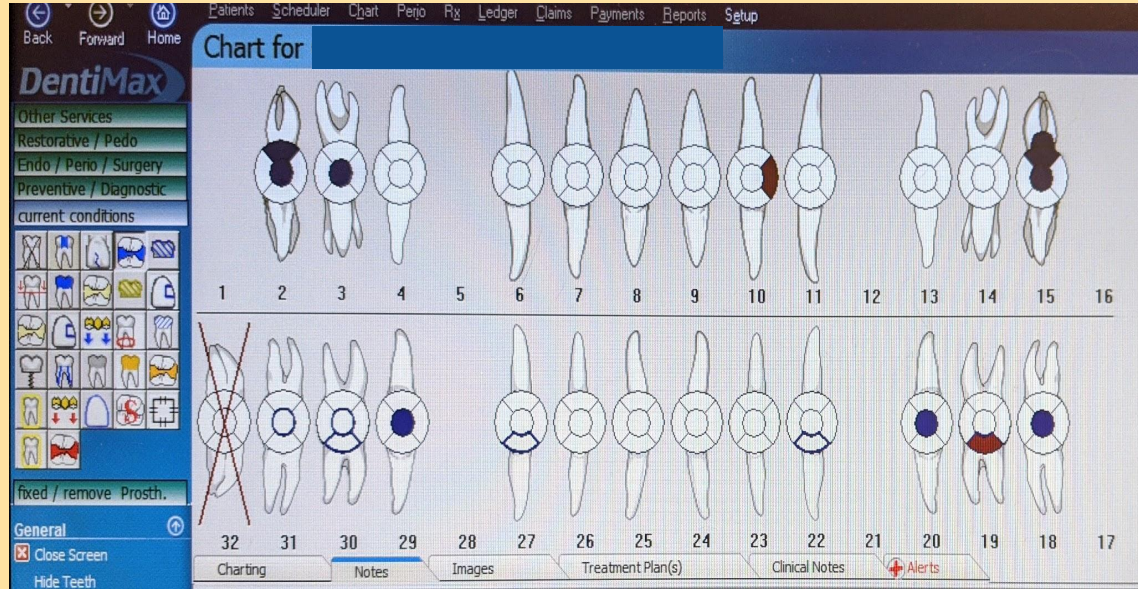 Patients Scheduler Chart Perio Rx Ledger Claims Payments Reports Setup
Back Forward Home
Chart for
DentiMax
Other Services
Restorative / Pedo
Endo / Perio / Surgery
Preventive / Diagnostic
current conditions
1 2 3 4 5 6 7 8 9 10 11 12 13 14 15 16
32 31 30 29 28 27 26 25 24 23 22 21 20 19 18 17
fixed / remove Prosth.
General
Close Screen
Hide Teeth
Charting Notes Images Treatment Plan(s) Clinical Notes Alerts